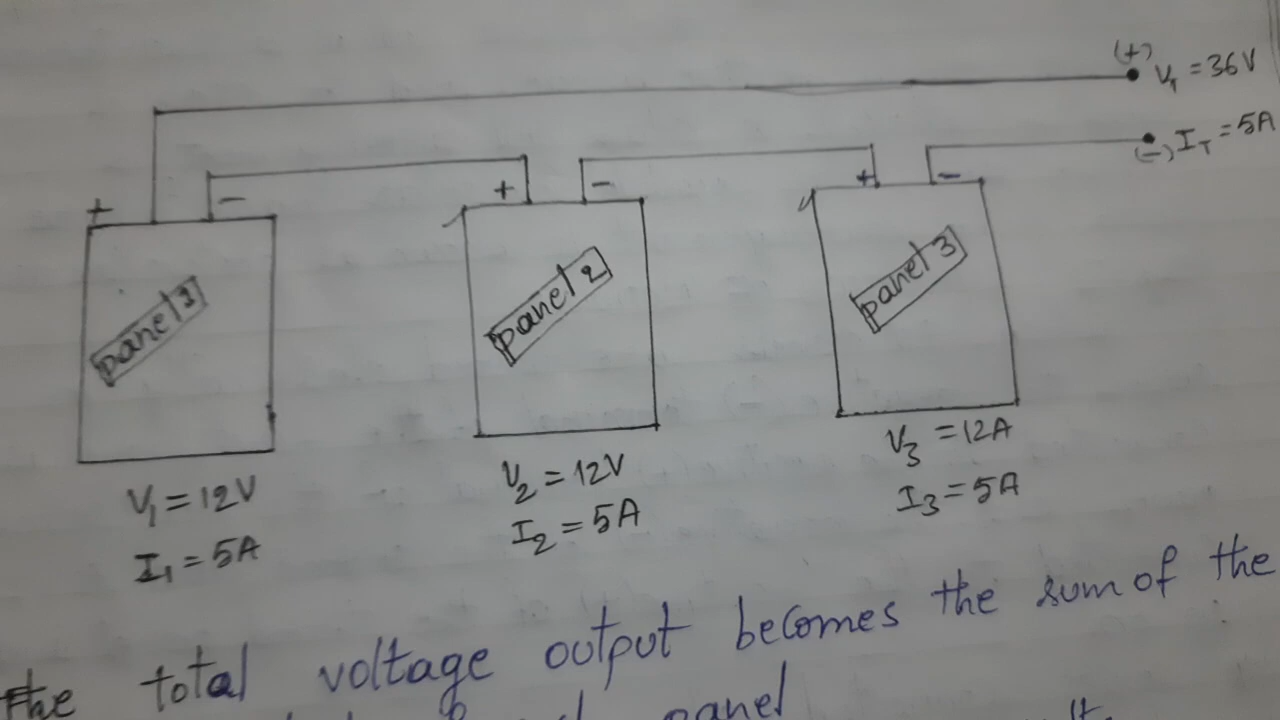 (+) V_T = 36V
(-) I_T = 5A
+ - + - + -
panel 1 panel 2 panel 3
V₁ = 12V V₂ = 12V V₃ = 12A
I₁ = 5A I₂ = 5A I₃ = 5A
The total voltage output becomes the sum of the
panel